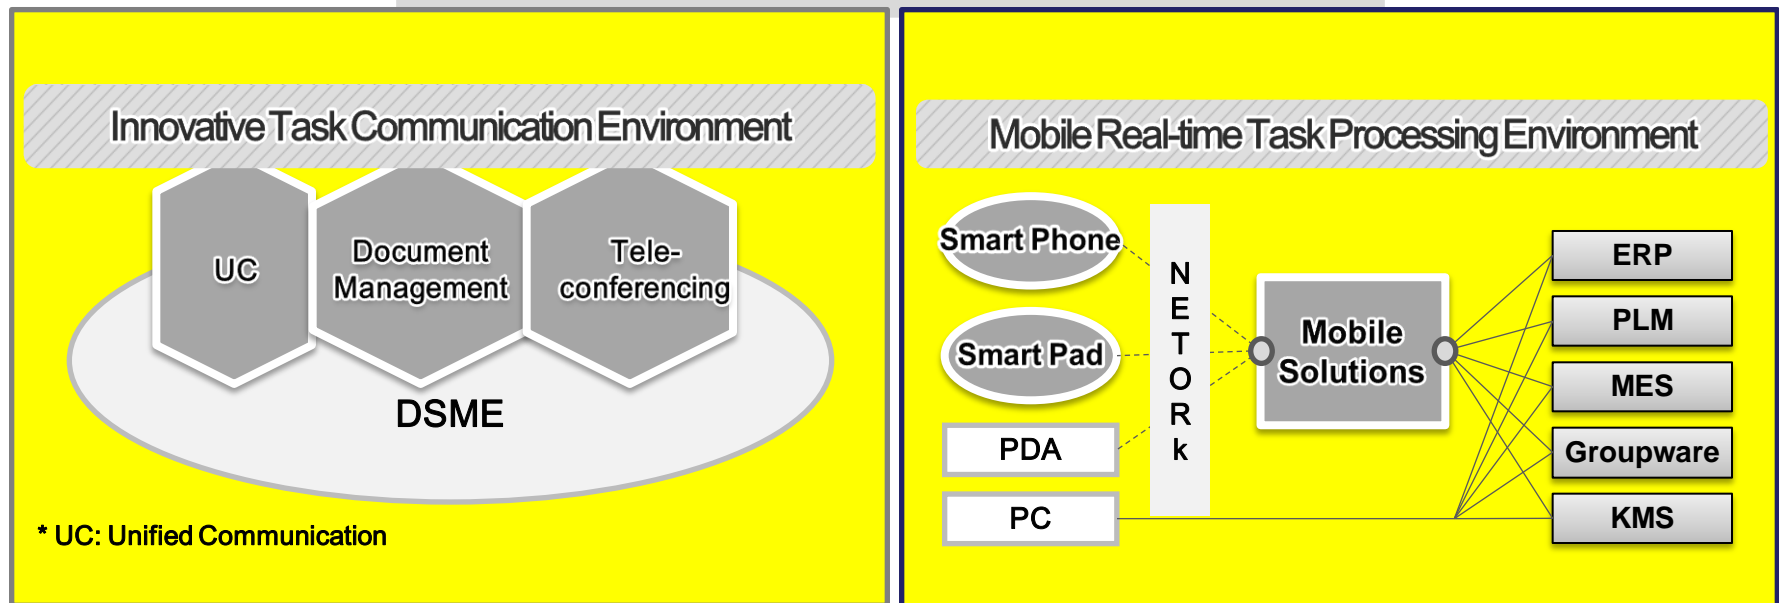 Innovative Task Communication Environment
UC
Document
Management
Tele-
conferencing
DSME
* UC: Unified Communication
Mobile Real-time Task Processing Environment
Smart Phone
Smart Pad
PDA
PC
N
E
T
O
R
k
Mobile
Solutions
ERP
PLM
MES
Groupware
KMS